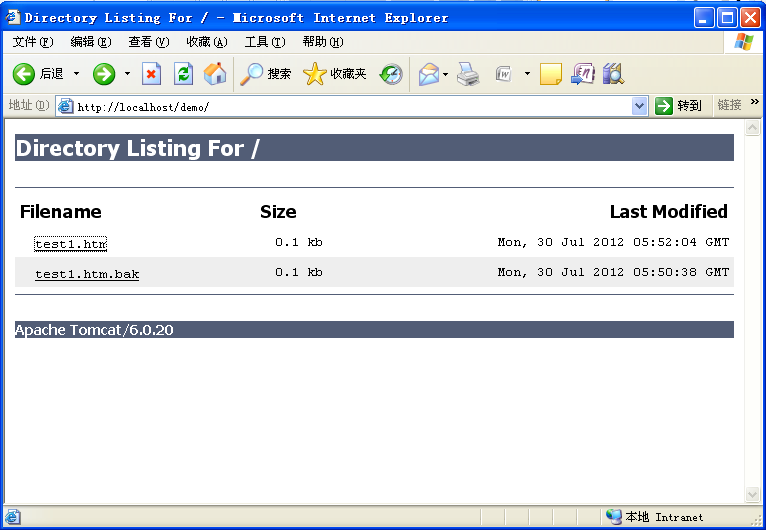 Directory Listing For / - Microsoft Internet Explorer
文件(F) 编辑(E) 查看(V) 收藏(A) 工具(T) 帮助(H)
后退 搜索 收藏夹
地址(D) http://localhost/demo/ 转到 链接 »
Directory Listing For /
Filename Size Last Modified
test1.htm 0.1 kb Mon, 30 Jul 2012 05:52:04 GMT
test1.htm.bak 0.1 kb Mon, 30 Jul 2012 05:50:38 GMT
Apache Tomcat/6.0.20
本地 Intranet